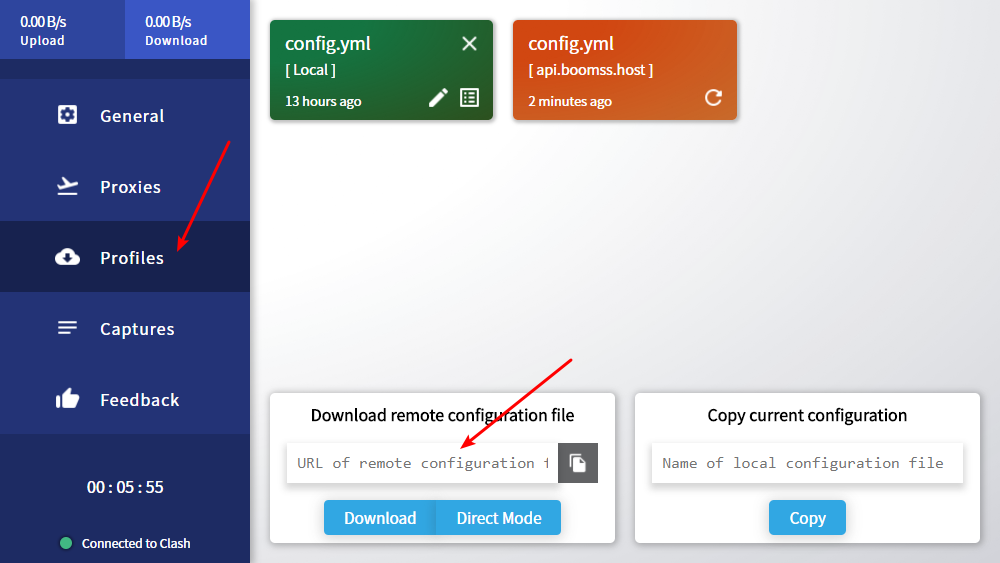 0.00 B/s
Upload
0.00 B/s
Download
General
Proxies
Profiles
Captures
Feedback
00 : 05 : 55
Connected to Clash
config.yml
[ Local ]
13 hours ago
config.yml
[ api.boomss.host ]
2 minutes ago
Download remote configuration file
URL of remote configuration f
Download
Direct Mode
Copy current configuration
Name of local configuration file
Copy